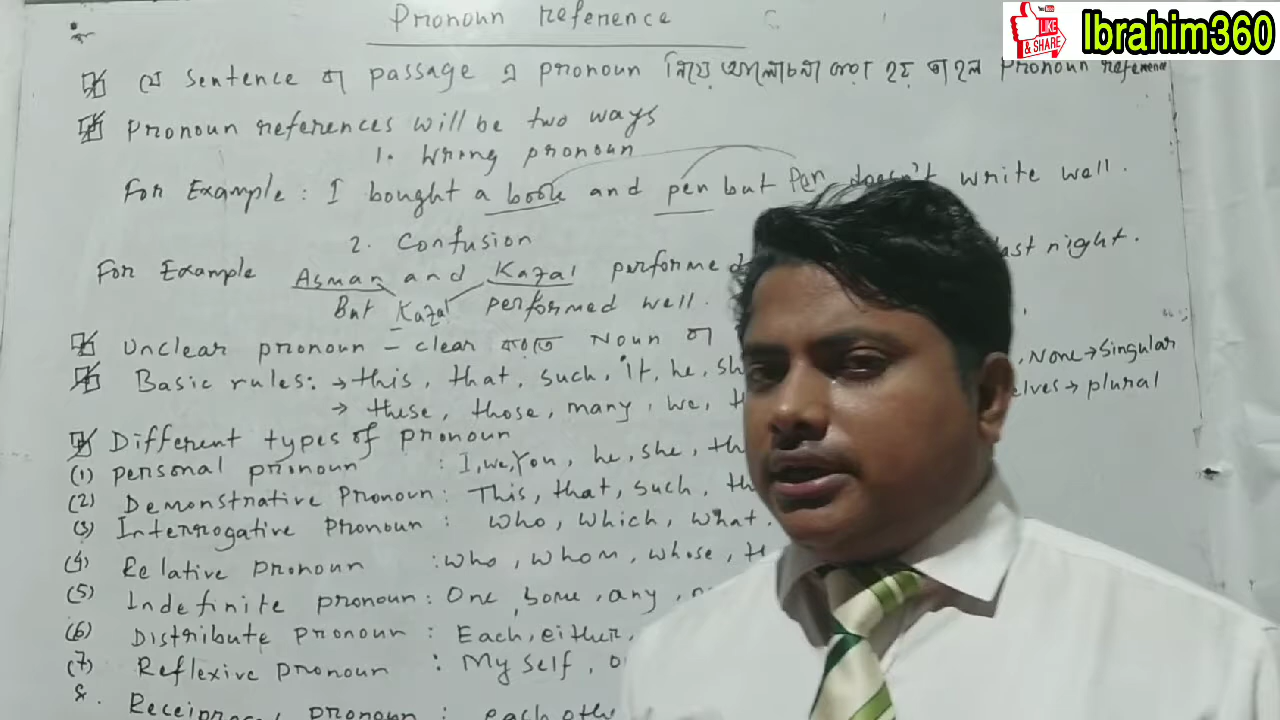 Pronoun reference
LIKE & SHARE
Ibrahim360
যে sentence বা passage এ pronoun নিয়ে আলোচনা করা হয় তা হল Pronoun reference
Pronoun references will be two ways
1. Wrong pronoun
For Example: I bought a book and pen but Pen doesn't write well.
2. Confusion
For Example Asman and Kazal performed last night.
But Kazal performed well.
Unclear pronoun – clear করতে Noun বা
Basic rules: → this, that, such, it, he, , None → Singular
→ these, those, many, we, elves → plural
Different types of pronoun
(1) Personal pronoun : I, we, You, he, she,
(2) Demonstrative Pronoun: This, that, such,
(3) Interrogative Pronoun: Who, which, what.
(4) Relative Pronoun : who, whom, whose,
(5) Indefinite pronoun: One, some, any,
(6) Distribute pronoun : Each, either,
(7) Reflexive pronoun : My self,
8. pronoun : each